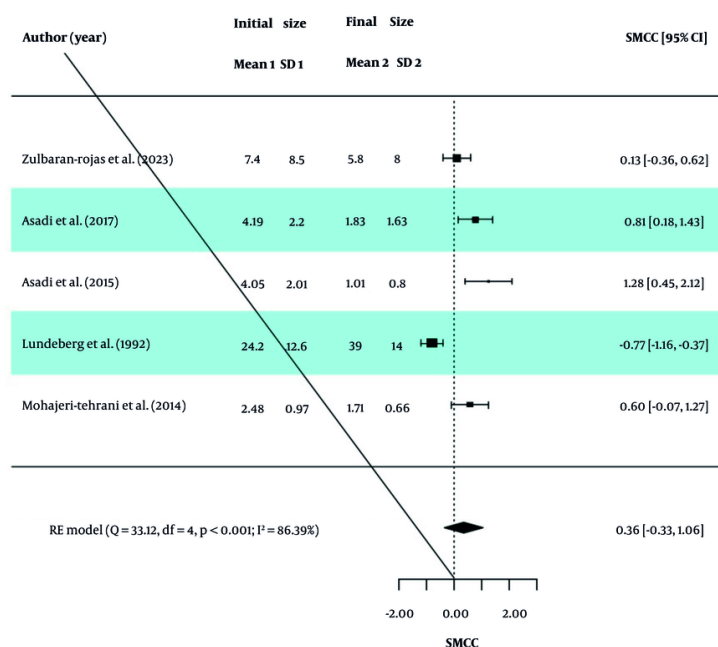 Author (year) Initial size Final Size SMCC [95% CI]
Mean 1 SD 1 Mean 2 SD 2
Zulbaran-rojas et al. (2023) 7.4 8.5 5.8 8 0.13 [-0.36, 0.62)
Asadi et al. (2017) 4.19 2.2 1.83 1.63 0.81 [0.18, 1.43)
Asadi et al. (2015) 4.05 2.01 1.01 0.8 1.28 [0.45, 2.12)
Lundeberg et al. (1992) 24.2 12.6 39 14 -0.77 [-1.16, -0.37)
Mohajeri-tehrani et al. (2014) 2.48 0.97 1.71 0.66 0.60 [-0.07, 1.27)
RE model (Q = 33.12, df = 4, p < 0.001; I² = 86.39%) 0.36 [-0.33, 1.06]
-2.00 0.00 2.00
SMCC